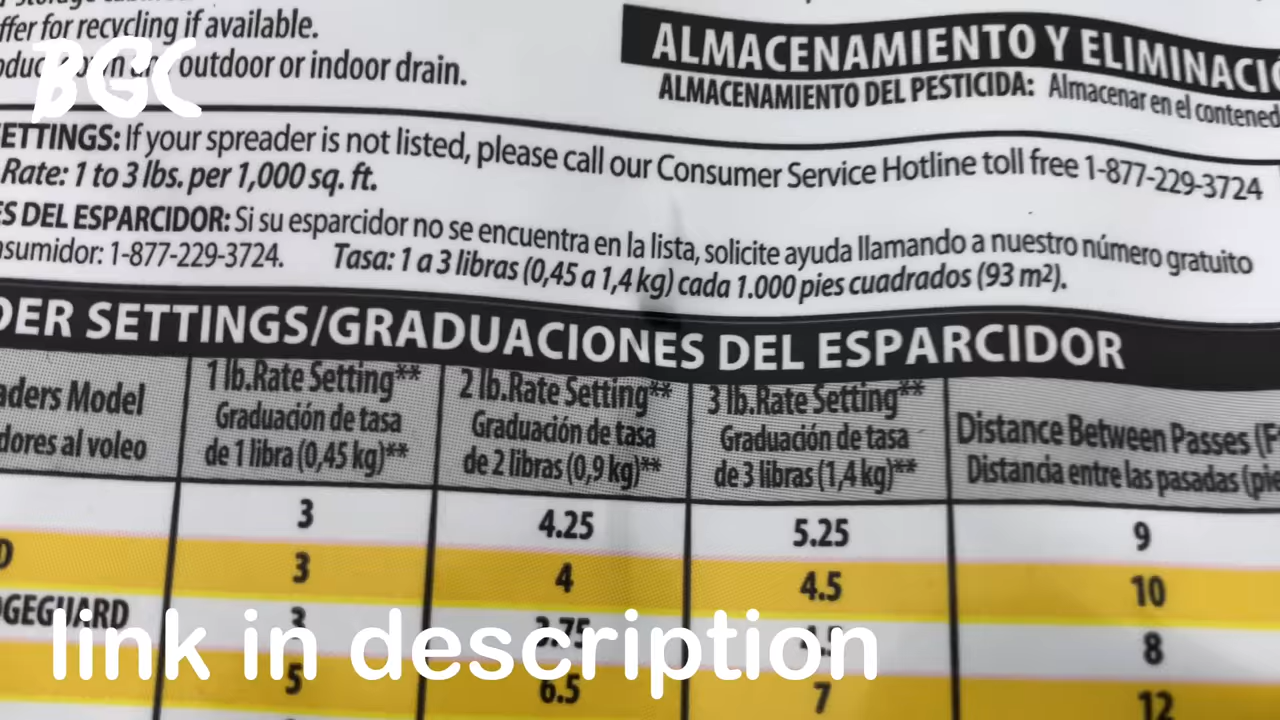 ffer for recycling if available.
outdoor or indoor drain.
BGC
ALMACENAMIENTO Y ELIMINACIÓ
ALMACENAMIENTO DEL PESTICIDA: Almacenar en el contened
ETTINGS: If your spreader is not listed, please call our Consumer Service Hotline toll free 1-877-229-3724
Rate: 1 to 3 lbs. per 1,000 sq. ft.
ES DEL ESPARCIDOR: Si su esparcidor no se encuentra en la lista, solicite ayuda llamando a nuestro número gratuito
nsumidor: 1-877-229-3724. Tasa: 1 a 3 libras (0,45 a 1,4 kg) cada 1.000 pies cuadrados (93 m2).
DER SETTINGS/GRADUACIONES DEL ESPARCIDOR
aders Model
dores al voleo
1 lb.Rate Setting**
Graduación de tasa
de 1 libra (0,45 kg)**
2 lb.Rate Setting**
Graduación de tasa
de 2 libras (0,9 kg)**
3 lb.Rate Setting**
Graduación de tasa
de 3 libras (1,4 kg)**
Distance Between Passes (F
Distancia entre las pasadas (pie
3 4.25 5.25 9
D 3 4 4.5 10
GEGUARD 3 3.75 8
5 6.5 7 12
link in description